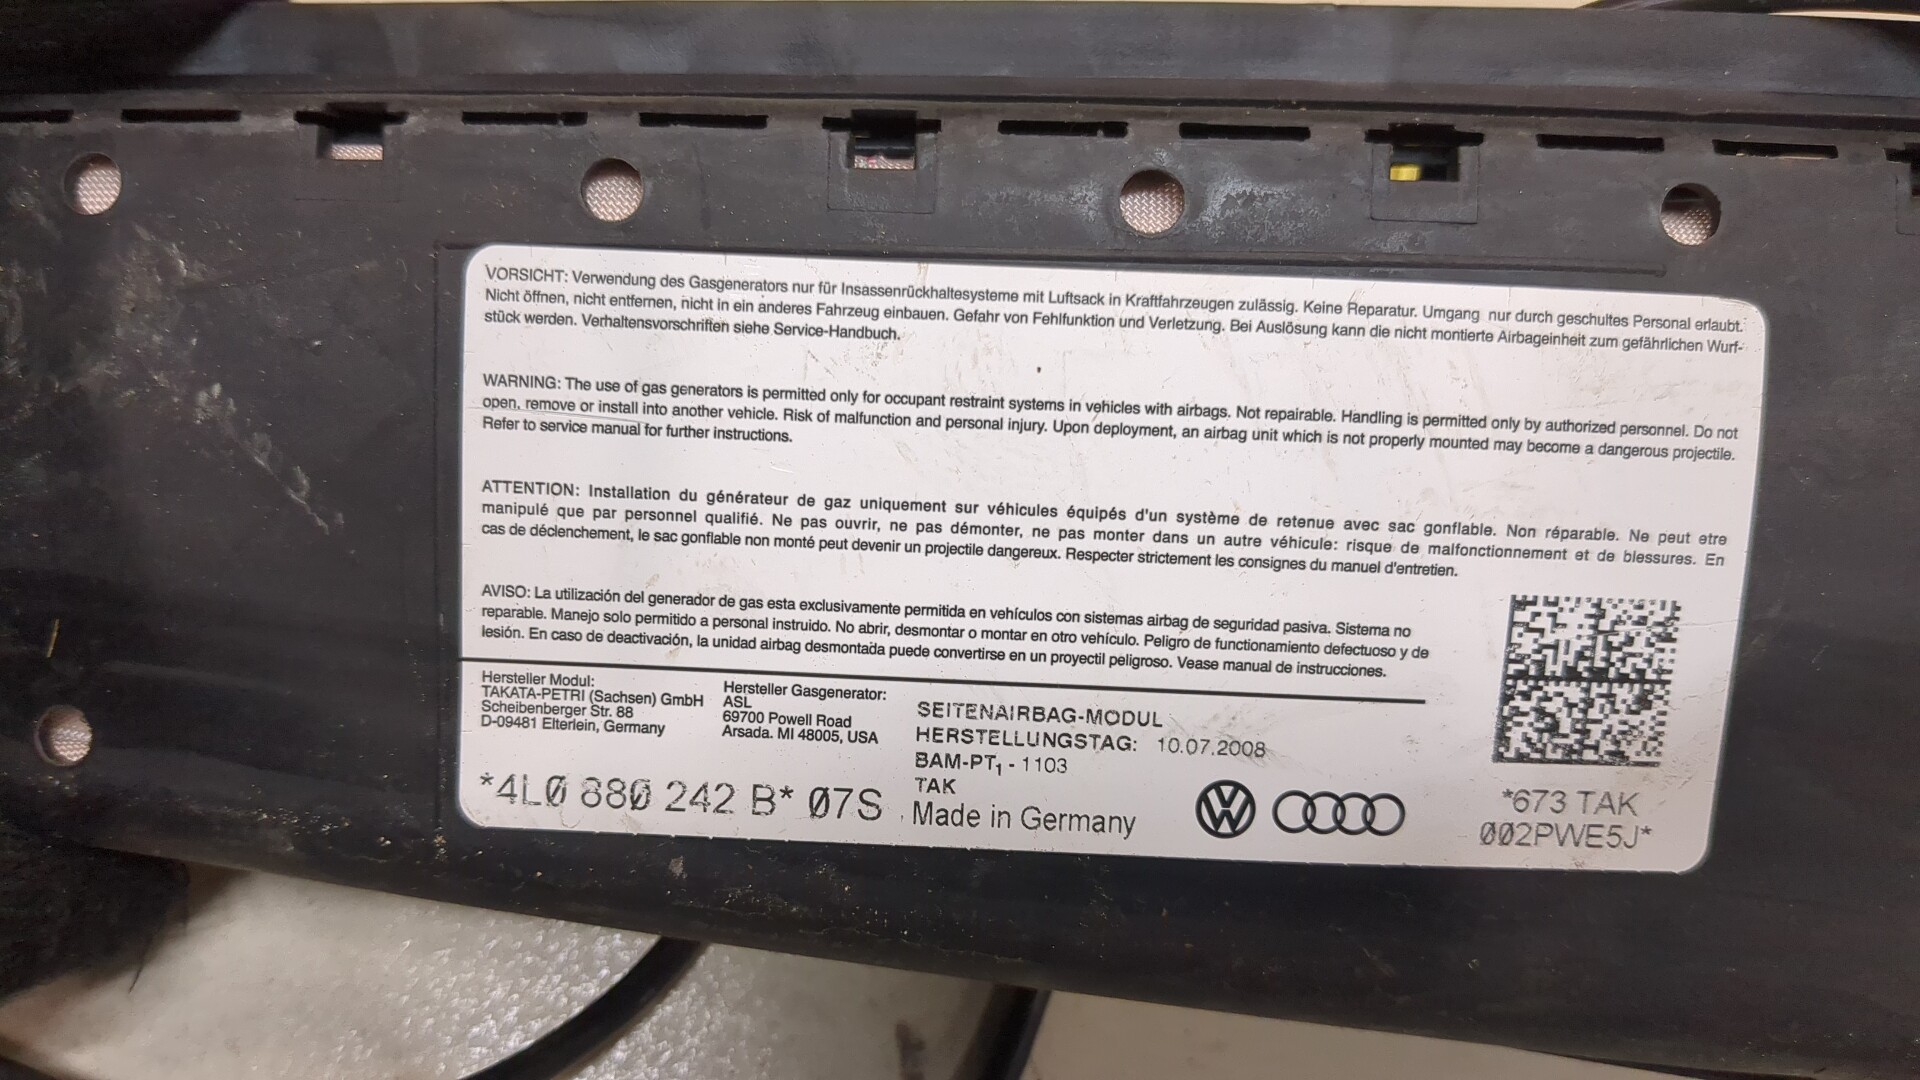 VORSICHT: Verwendung des Gasgenerators nur für Insassenrückhaltesysteme mit Luftsack in Kraftfahrzeugen zulässig. Keine Reparatur. Umgang nur durch geschultes Personal erlaubt.
Nicht öffnen, nicht entfernen, nicht in ein anderes Fahrzeug einbauen. Gefahr von Fehlfunktion und Verletzung. Bei Auslösung kann die nicht montierte Airbageinheit zum gefährlichen Wurf-
stück werden. Verhaltensvorschriften siehe Service-Handbuch.
WARNING: The use of gas generators is permitted only for occupant restraint systems in vehicles with airbags. Not repairable. Handling is permitted only by authorized personnel. Do not
open, remove or install into another vehicle. Risk of malfunction and personal injury. Upon deployment, an airbag unit which is not properly mounted may become a dangerous projectile.
Refer to service manual for further instructions.
ATTENTION: Installation du générateur de gaz uniquement sur véhicules équipés d'un système de retenue avec sac gonflable. Non réparable. Ne peut etre
manipulé que par personnel qualifié. Ne pas ouvrir, ne pas démonter, ne pas monter dans un autre véhicule: risque de malfonctionnement et de blessures. En
cas de déclenchement, le sac gonflable non monté peut devenir un projectile dangereux. Respecter strictement les consignes du manuel d'entretien.
AVISO: La utilización del generador de gas esta exclusivamente permitida en vehículos con sistemas airbag de seguridad pasiva. Sistema no
reparable. Manejo solo permitido a personal instruido. No abrir, desmontar o montar en otro vehículo. Peligro de functionamiento defectuoso y de
lesión. En caso de deactivación, la unidad airbag desmontada puede convertirse en un proyectil peligroso. Vease manual de instrucciones.
Hersteller Modul:
TAKATA-PETRI (Sachsen) GmbH
Scheibenberger Str. 88
D-09481 Elterlein, Germany
Hersteller Gasgenerator:
ASL
69700 Powell Road
Arsada. MI 48005, USA
SEITENAIRBAG-MODUL
HERSTELLUNGSTAG: 10.07.2008
BAM-PT₁ - 1103
TAK
Made in Germany
*4L0 880 242 B* 07S
*673 TAK
002PWE5J*